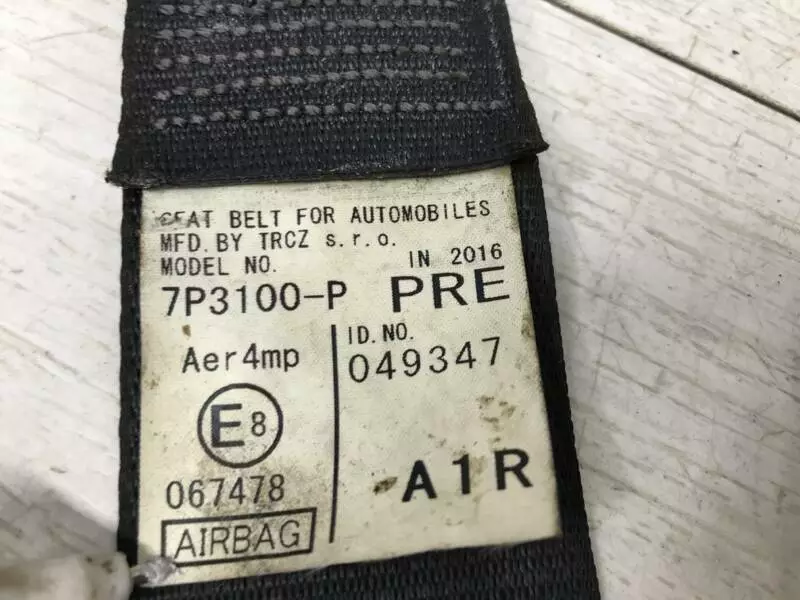 SEAT BELT FOR AUTOMOBILES
MFD. BY TRCZ s.r.o.
MODEL NO. IN 2016
7P3100-P PRE
Aer4mp
ID. NO.
049347
E8
067478
A1R
AIRBAG